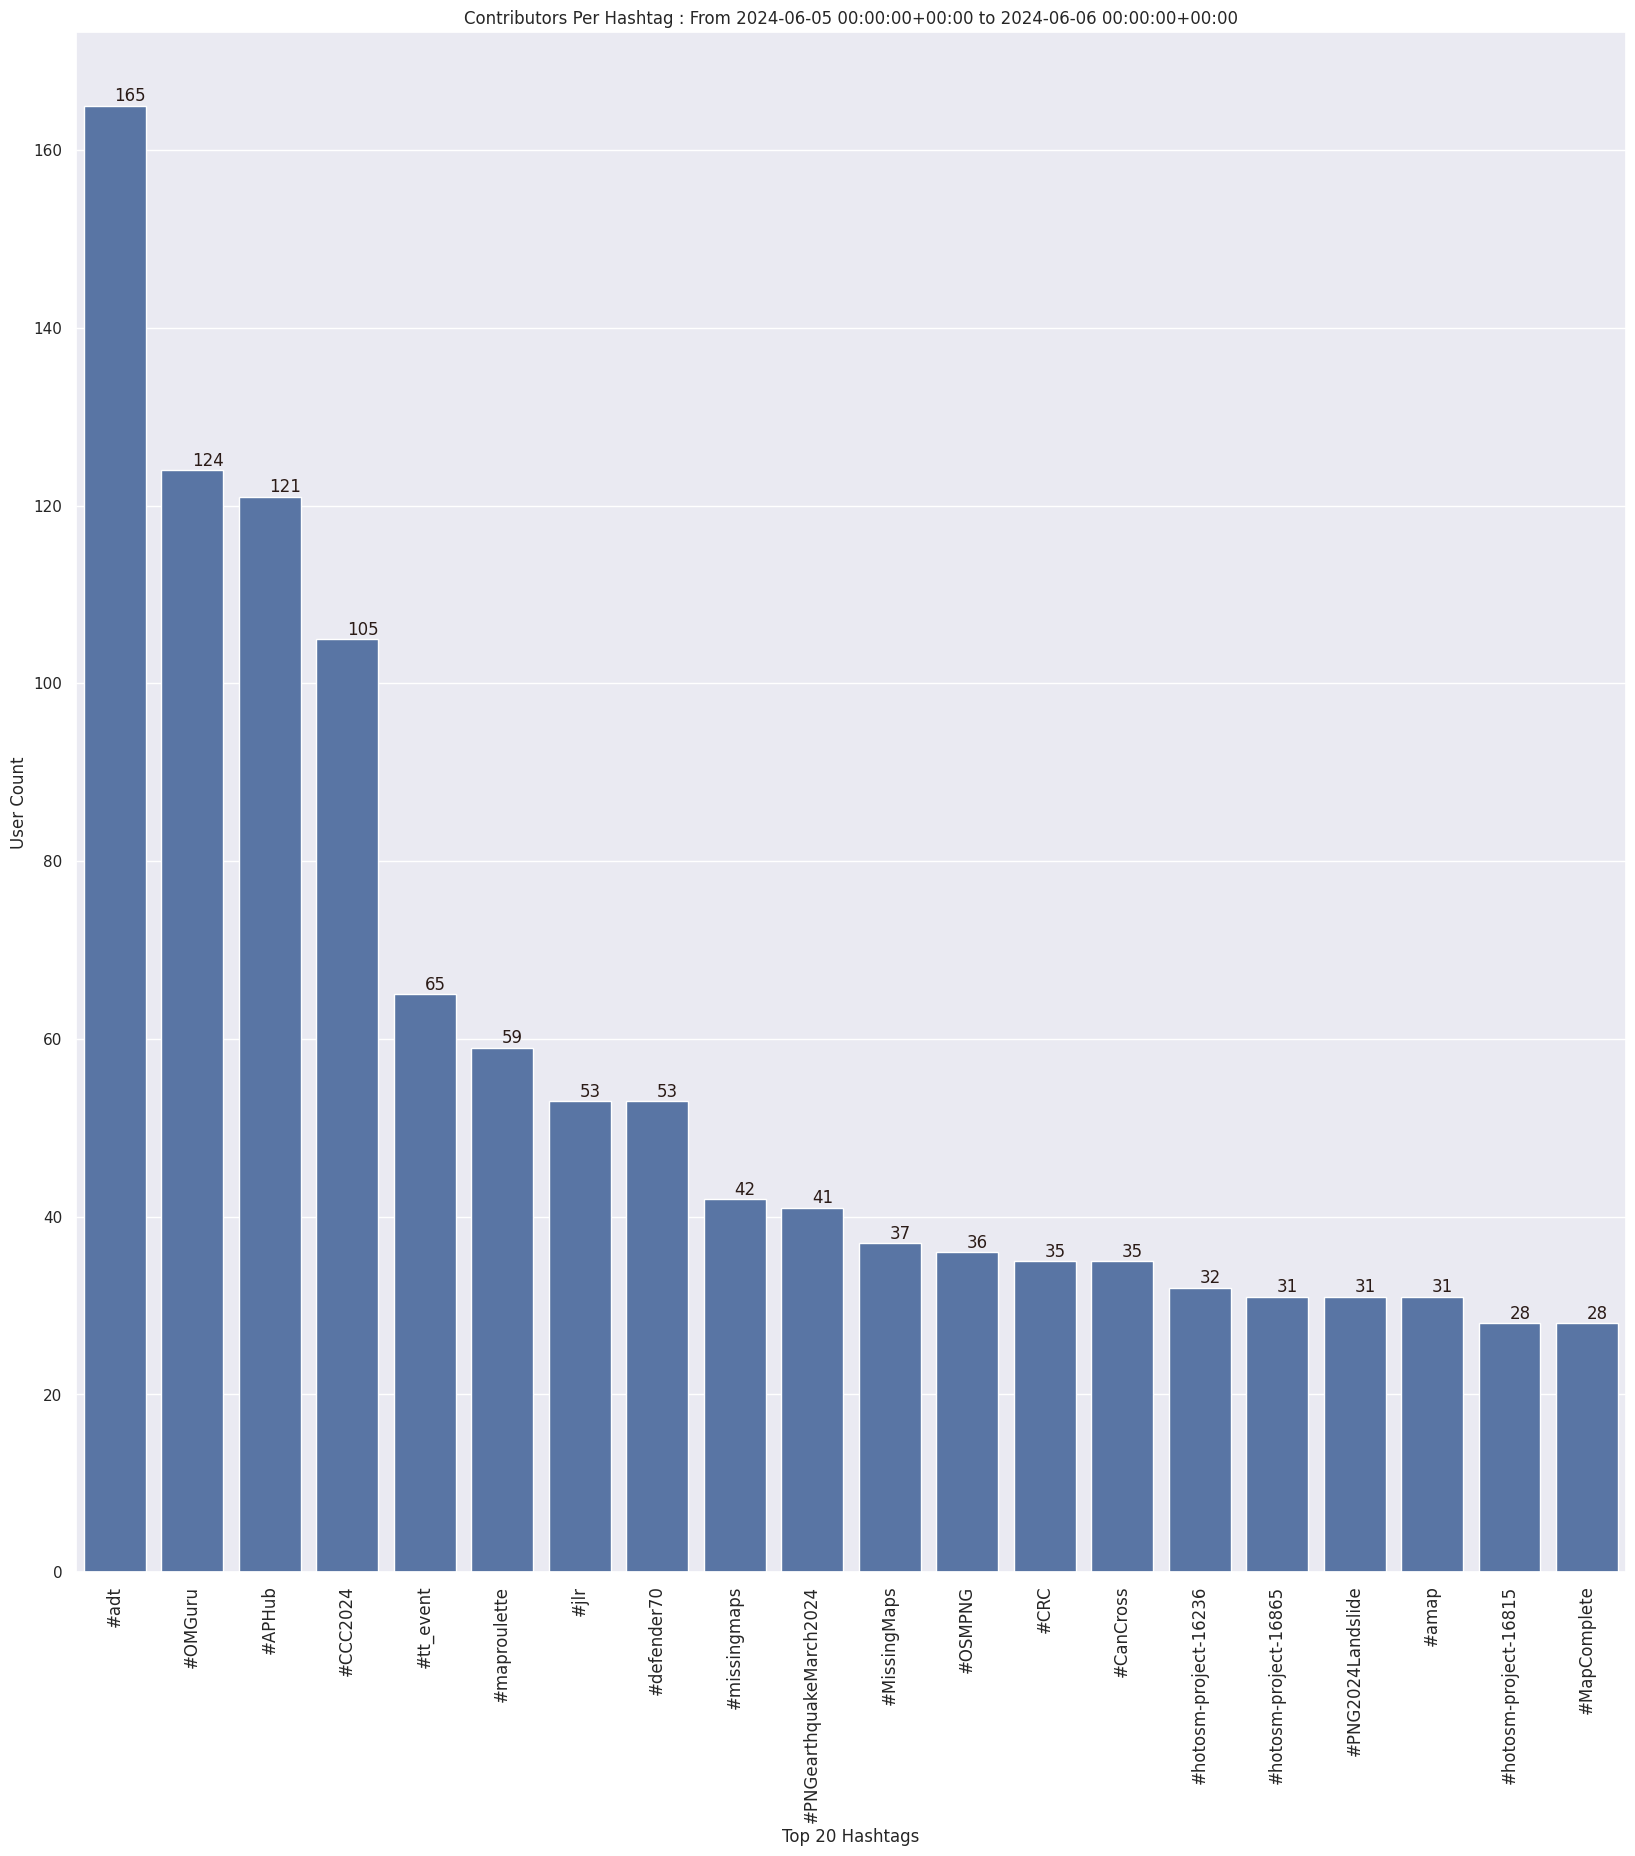 Contributors Per Hashtag : From 2024-06-05 00:00:00+00:00 to 2024-06-06 00:00:00+00:00
165
160
140
124
121
120
105
100
User Count
80
65
60
59
53
53
42
41
40
37
36
35
35
32
31
31
31
28
28
20
0
#adt
#OMGuru
#APHub
#CCC2024
#tt_event
#maproulette
#jlr
#defender70
#missingmaps
#PNGearthquakeMarch2024
#MissingMaps
#OSMPNG
#CRC
#CanCross
#hotosm-project-16236
#hotosm-project-16865
#PNG2024Landslide
#amap
#hotosm-project-16815
#MapComplete
Top 20 Hashtags